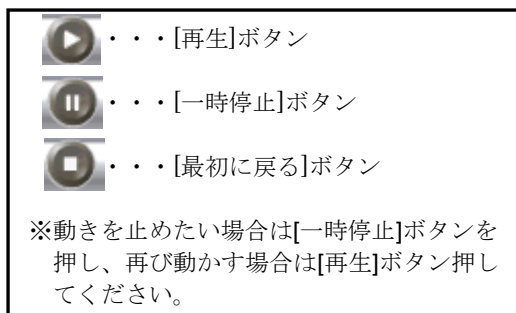 ・・・[再生]ボタン
・・・[一時停止]ボタン
・・・[最初に戻る]ボタン
※動きを止めたい場合は[一時停止]ボタンを
押し、再び動かす場合は[再生]ボタン押し
てください。